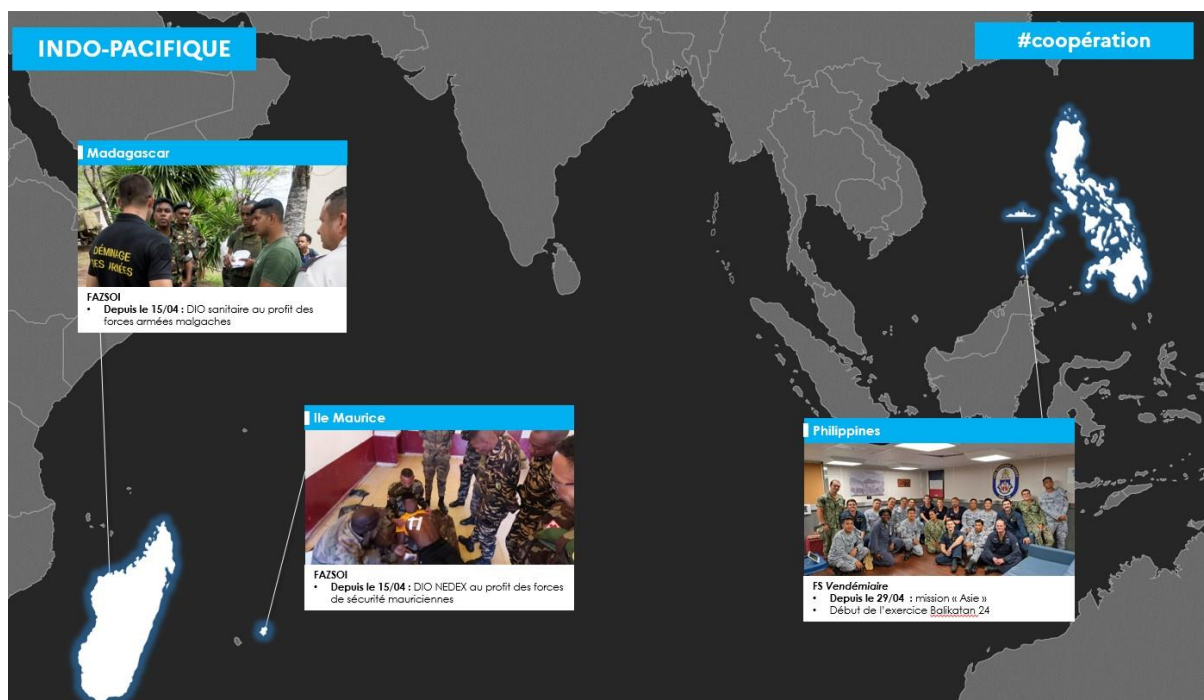 INDO-PACIFIQUE
#coopération
Madagascar
DÉMINAGE
DES ARMÉES
FAZSOI
• Depuis le 15/04 : DIO sanitaire au profit des
forces armées malgaches
Ile Maurice
FAZSOI
• Depuis le 15/04 : DIO NEDEX au profit des forces
de sécurité mauriciennes
Philippines
FS Vendémiaire
• Depuis le 29/04 : mission « Asie »
• Début de l'exercice Balikatan 24